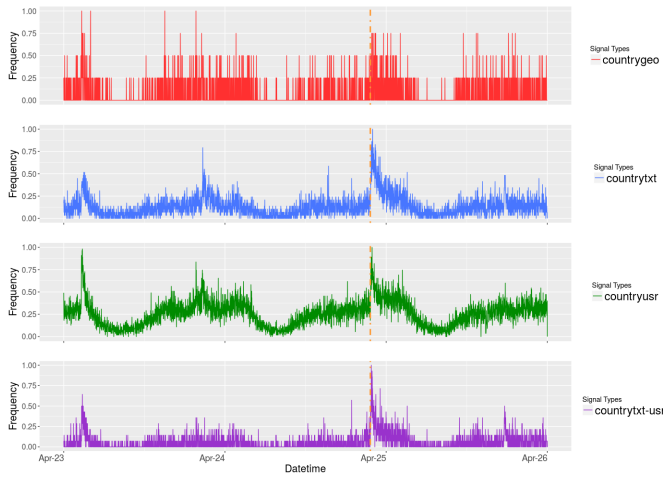 1.00
0.75
0.50
0.25
0.00
Frequency
Signal Types
countrygeo
1.00
0.75
0.50
0.25
0.00
Frequency
Signal Types
countrytxt
1.00
0.75
0.50
0.25
0.00
Frequency
Signal Types
countryusr
1.00
0.75
0.50
0.25
0.00
Frequency
Signal Types
countrytxt-usr
Apr-23
Apr-24
Apr-25
Apr-26
Datetime